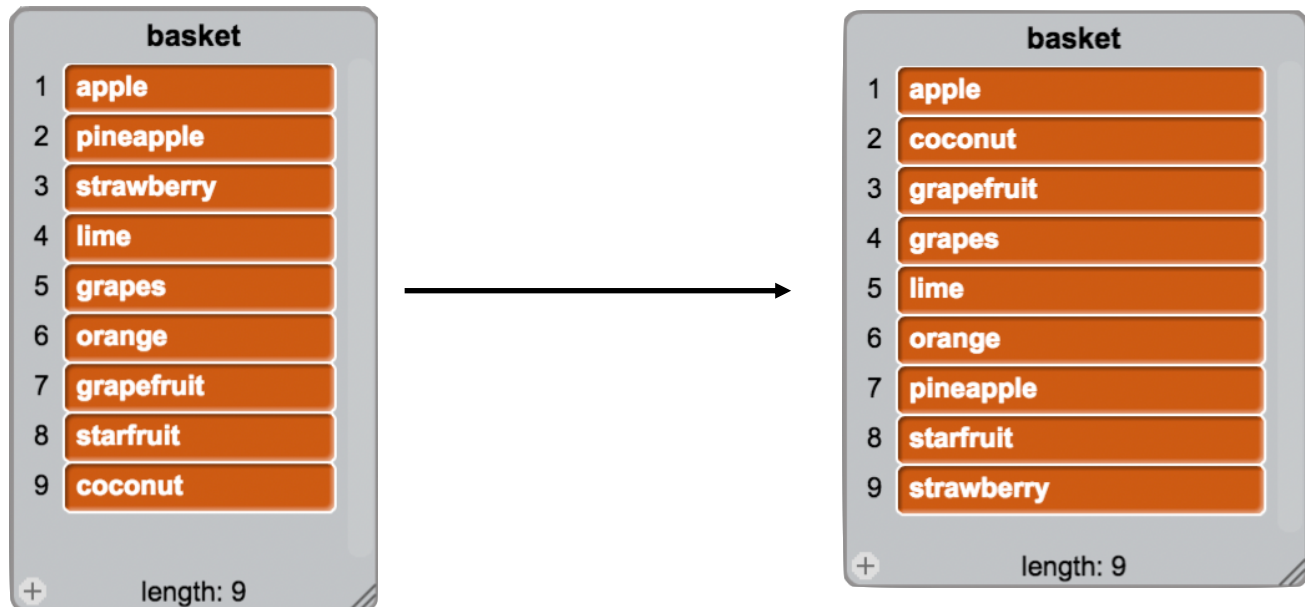 basket
1 apple
2 pineapple
3 strawberry
4 lime
5 grapes
6 orange
7 grapefruit
8 starfruit
9 coconut
+ length: 9
basket
1 apple
2 coconut
3 grapefruit
4 grapes
5 lime
6 orange
7 pineapple
8 starfruit
9 strawberry
+ length: 9